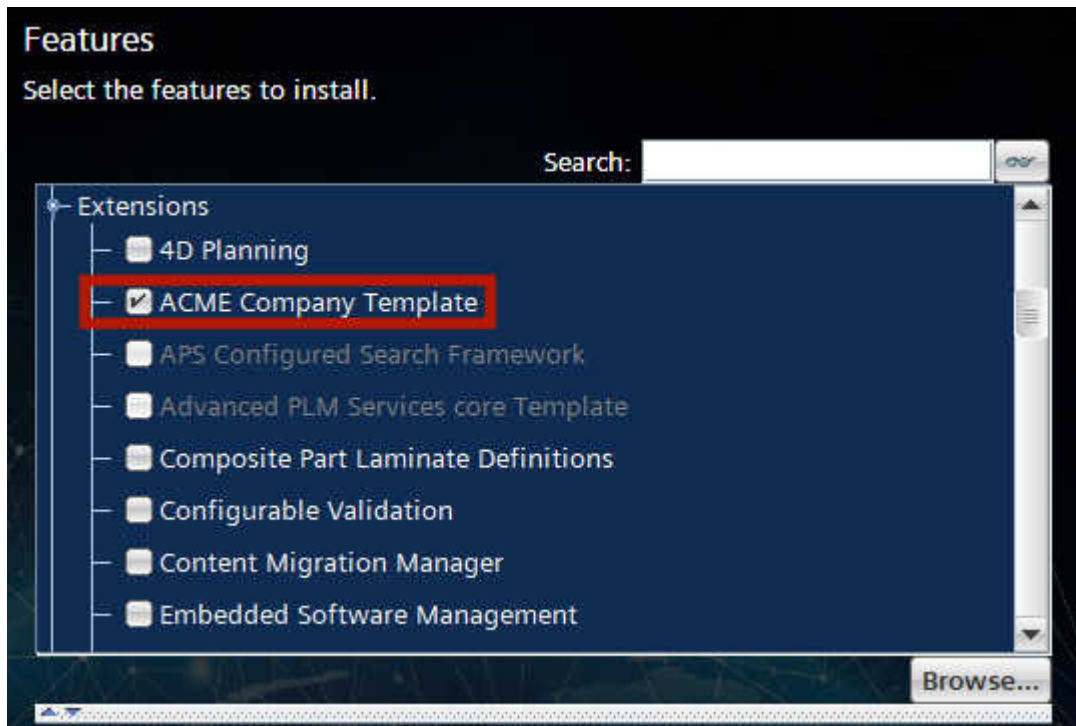 Features
Select the features to install.
Search:
Extensions
4D Planning
ACME Company Template
APS Configured Search Framework
Advanced PLM Services core Template
Composite Part Laminate Definitions
Configurable Validation
Content Migration Manager
Embedded Software Management
Browse...